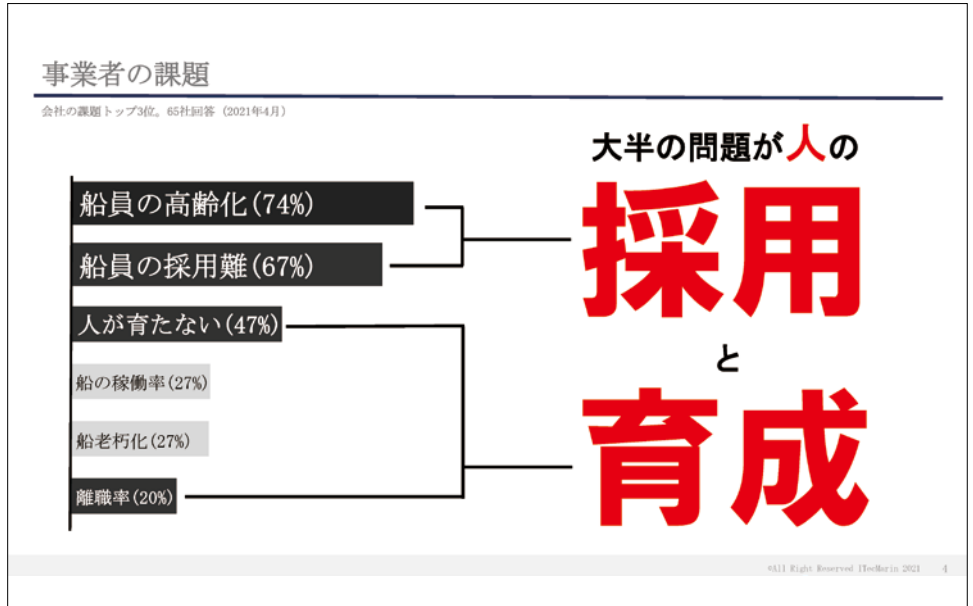 事業者の課題
会社の課題トップ3位。65社回答（2021年4月）
大半の問題が人の
採用
と
育成
船員の高齢化(74%)
船員の採用難(67%)
人が育たない(47%)
船の稼働率(27%)
船老朽化(27%)
離職率(20%)
©All Right Reserved ITecMarin 2021 4